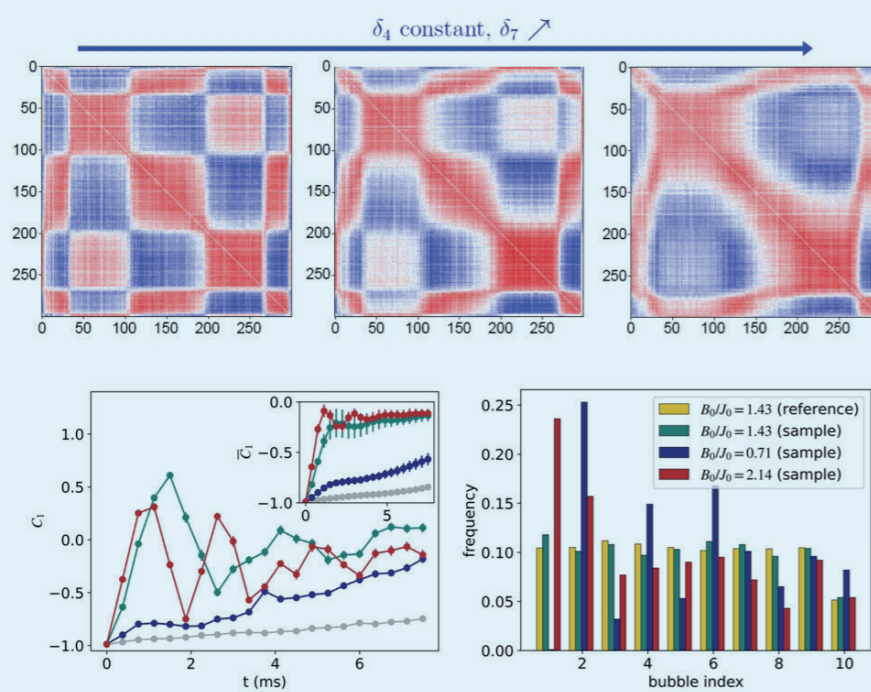 δ₄ constant, δ₇ ↗
0
50
100
150
200
250
0 50 100 150 200 250
0
50
100
150
200
250
0 50 100 150 200 250
0
50
100
150
200
250
0 50 100 150 200 250
1.0
0.5
0.0
−0.5
−1.0
C₁
0 2 4 6
t (ms)
0.0
−0.5
−1.0
C̅₁
0 5
0.25
0.20
0.15
0.10
0.05
0.00
frequency
B₀/J₀ = 1.43 (reference)
B₀/J₀ = 1.43 (sample)
B₀/J₀ = 0.71 (sample)
B₀/J₀ = 2.14 (sample)
2 4 6 8 10
bubble index